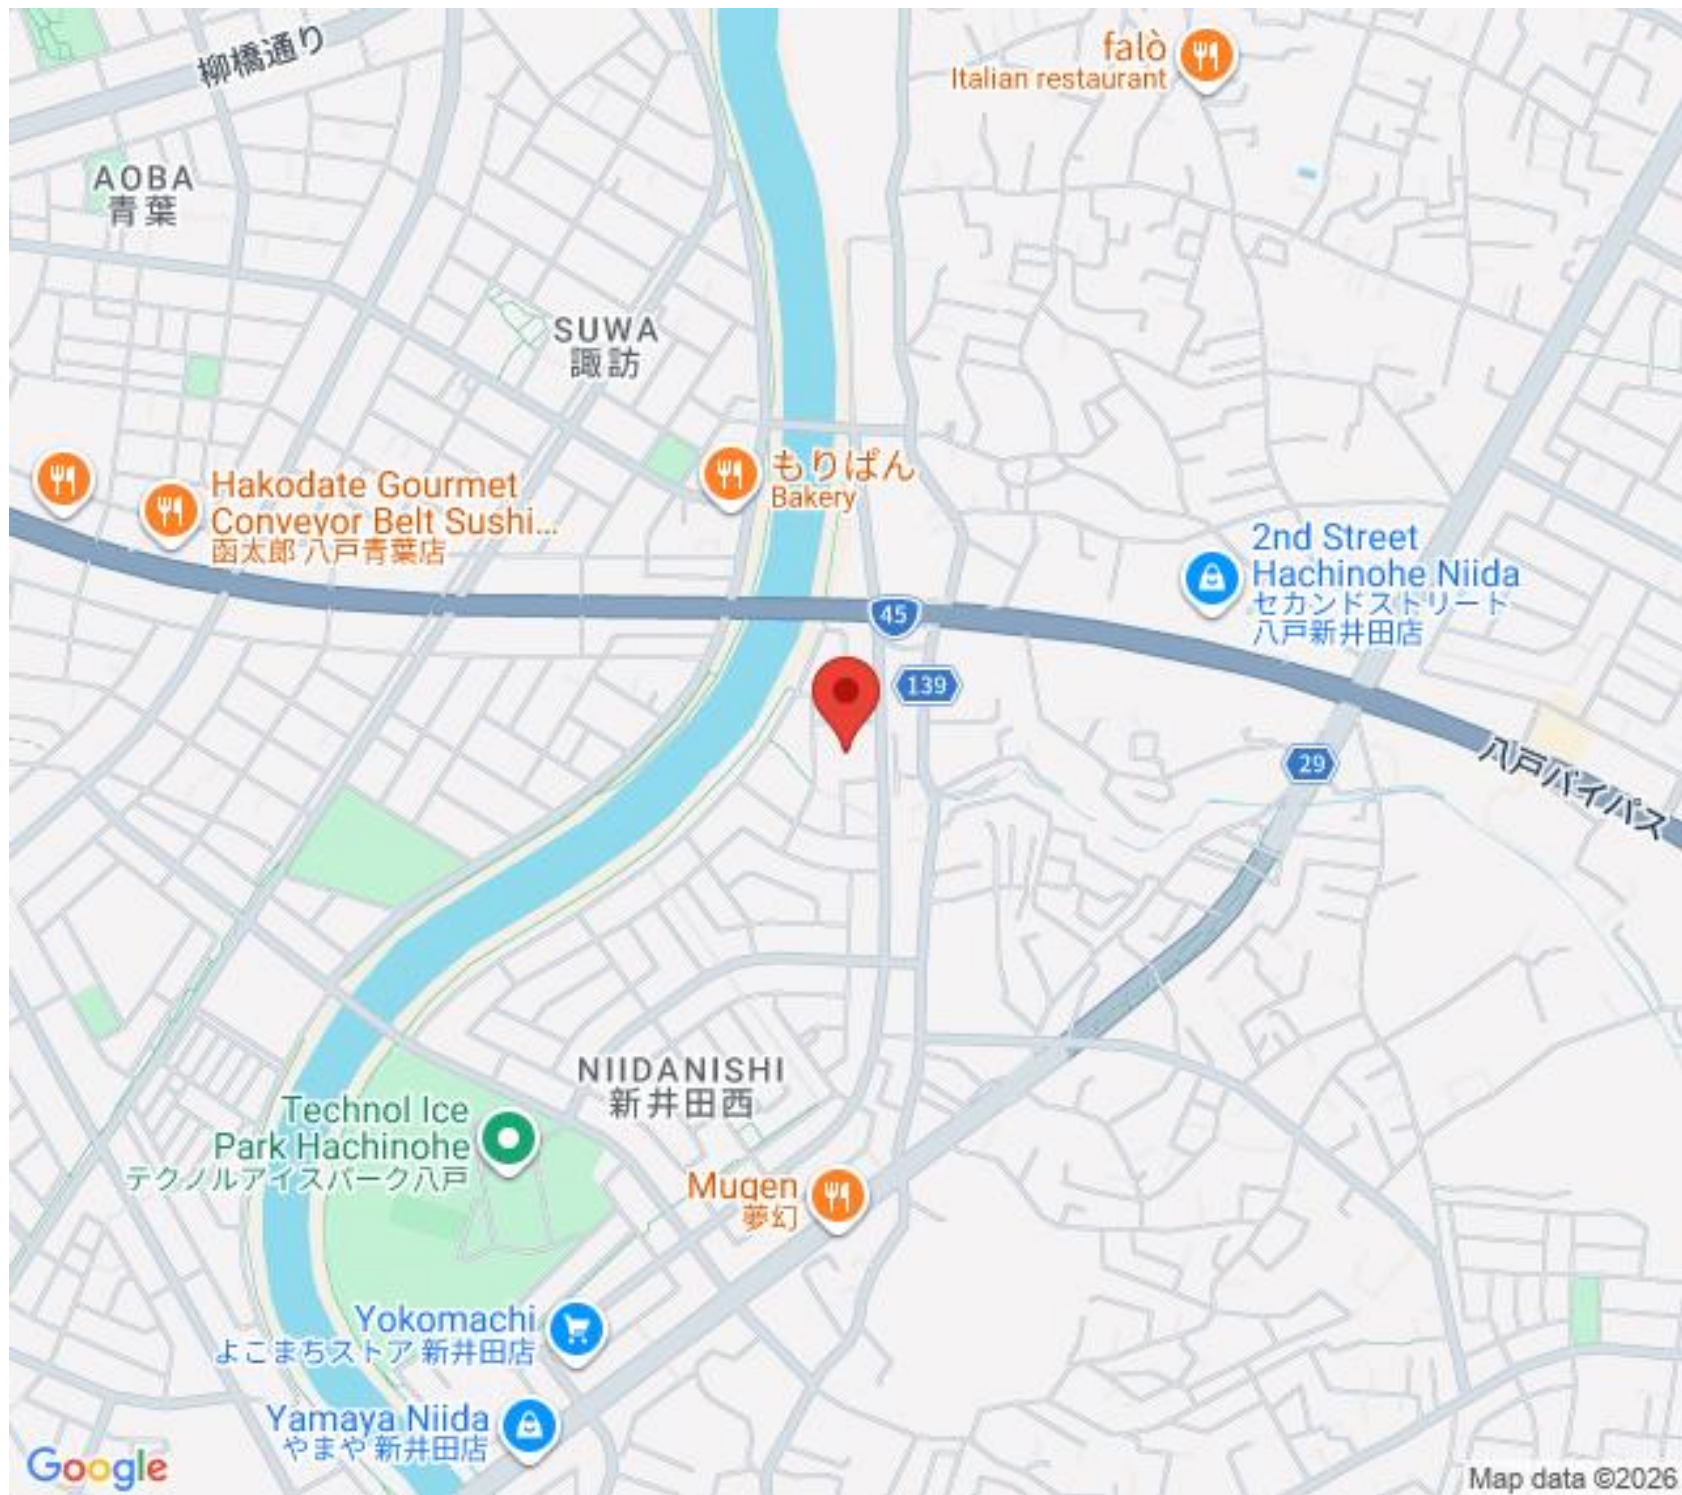 柳橋通り
falò
Italian restaurant
AOBA
青葉
SUWA
諏訪
もりぱん
Bakery
Hakodate Gourmet
Conveyor Belt Sushi...
函太郎 八戸青葉店
2nd Street
Hachinohe Niida
セカンドストリート
八戸新井田店
45
139
29
八戸バイパス
NIIDANISHI
新井田西
Technol Ice
Park Hachinohe
テクノルアイスパーク八戸
Mugen
夢幻
Yokomachi
よこまちストア 新井田店
Yamaya Niida
やまや 新井田店
Google
Map data ©2026